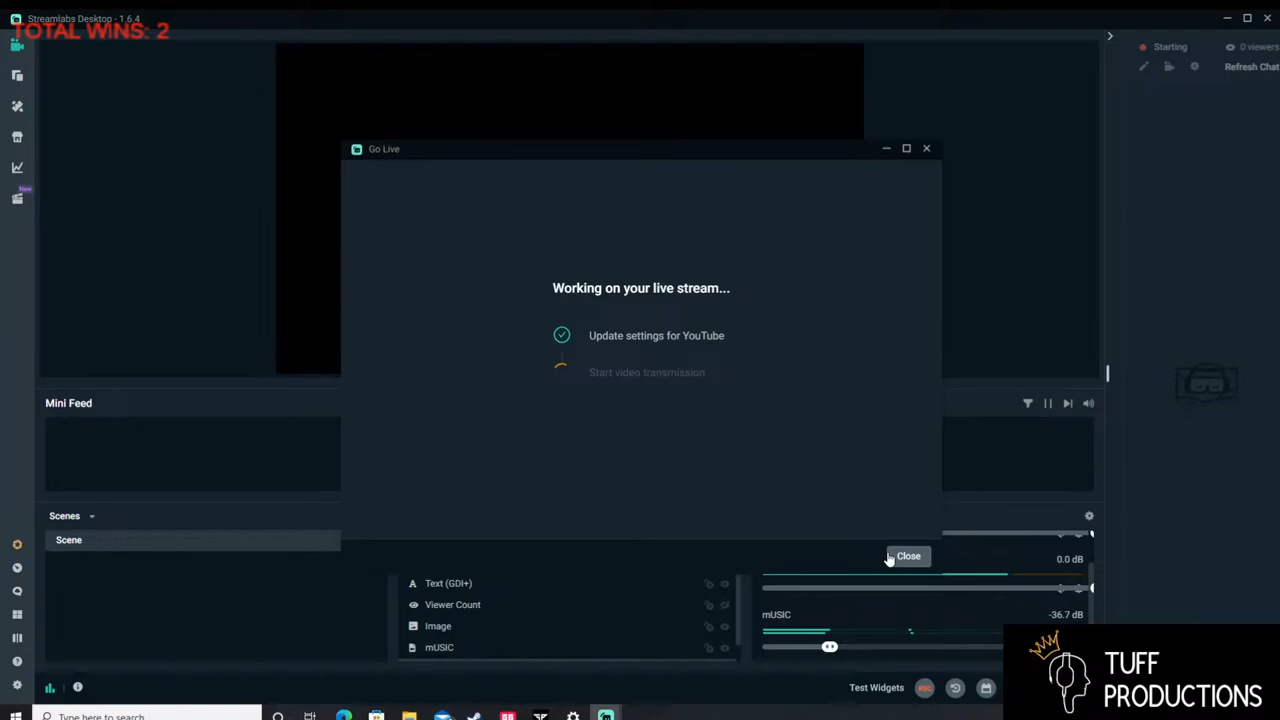 Streamlabs Desktop - 1.6.4
TOTAL WINS: 2
Starting
0 viewers
Refresh Chat
Go Live
New
Working on your live stream...
Update settings for YouTube
Start video transmission
Mini Feed
Scenes
Scene
Close
0.0 dB
Text (GDI+)
Viewer Count
Image
mUSIC
mUSIC
-36.7 dB
Test Widgets
REC
TUFF
PRODUCTIONS
Type here to search